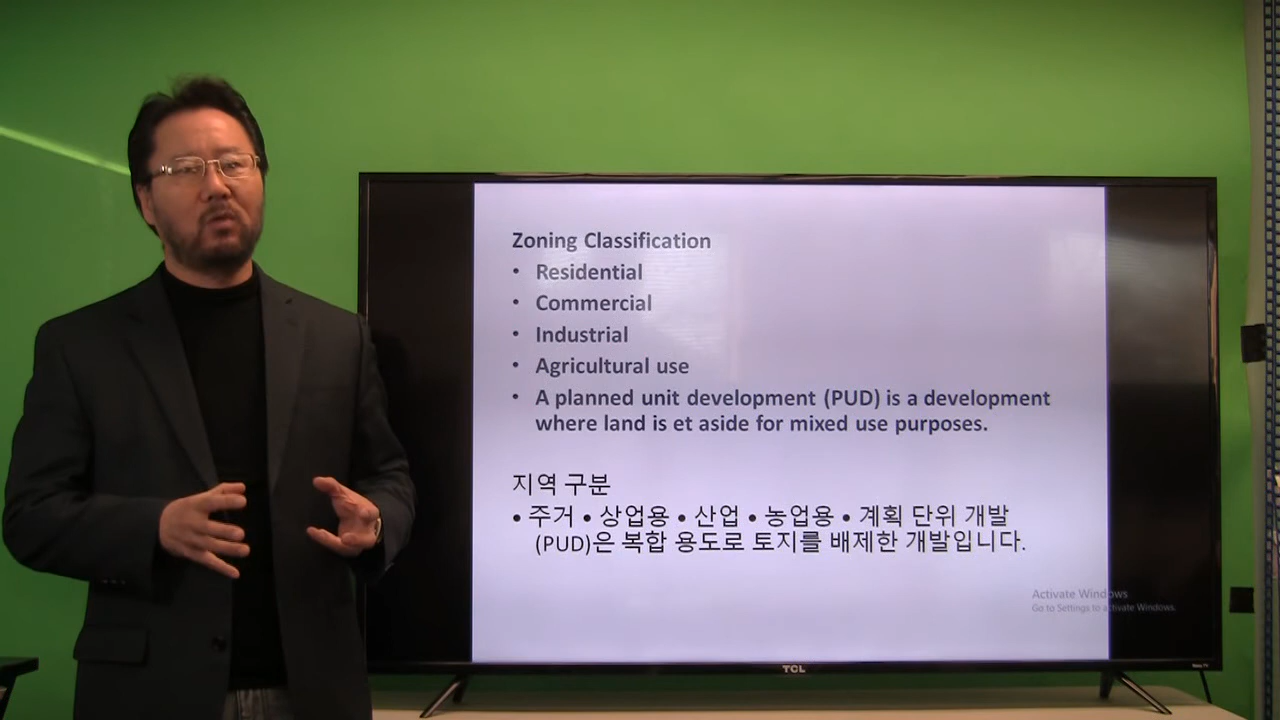 Zoning Classification
• Residential
• Commercial
• Industrial
• Agricultural use
• A planned unit development (PUD) is a development
where land is et aside for mixed use purposes.
지역 구분
• 주거 • 상업용 • 산업 • 농업용 • 계획 단위 개발
(PUD)은 복합 용도로 토지를 배제한 개발입니다.
Activate Windows
Go to Settings to activate Windows.
TCL
Roku TV